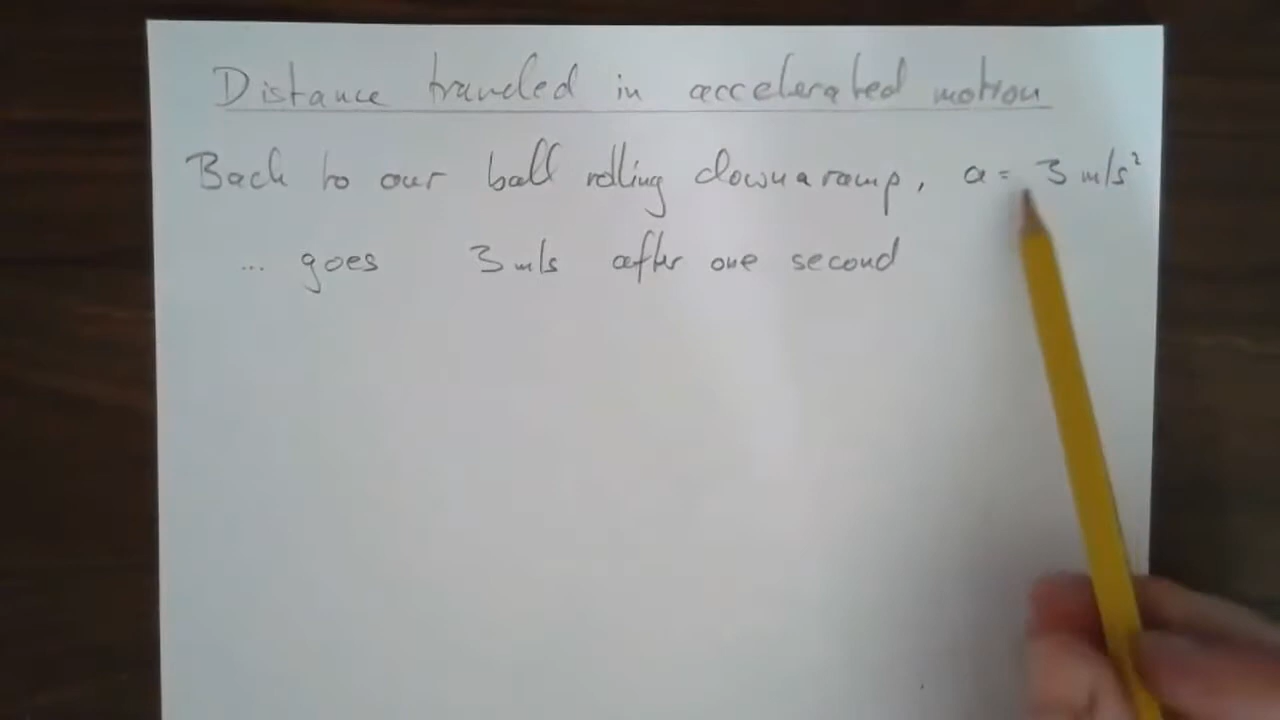 Distance traveled in accelerated motion
Back to our ball rolling down a ramp, a = 3 m/s²
... goes 3 m/s after one second